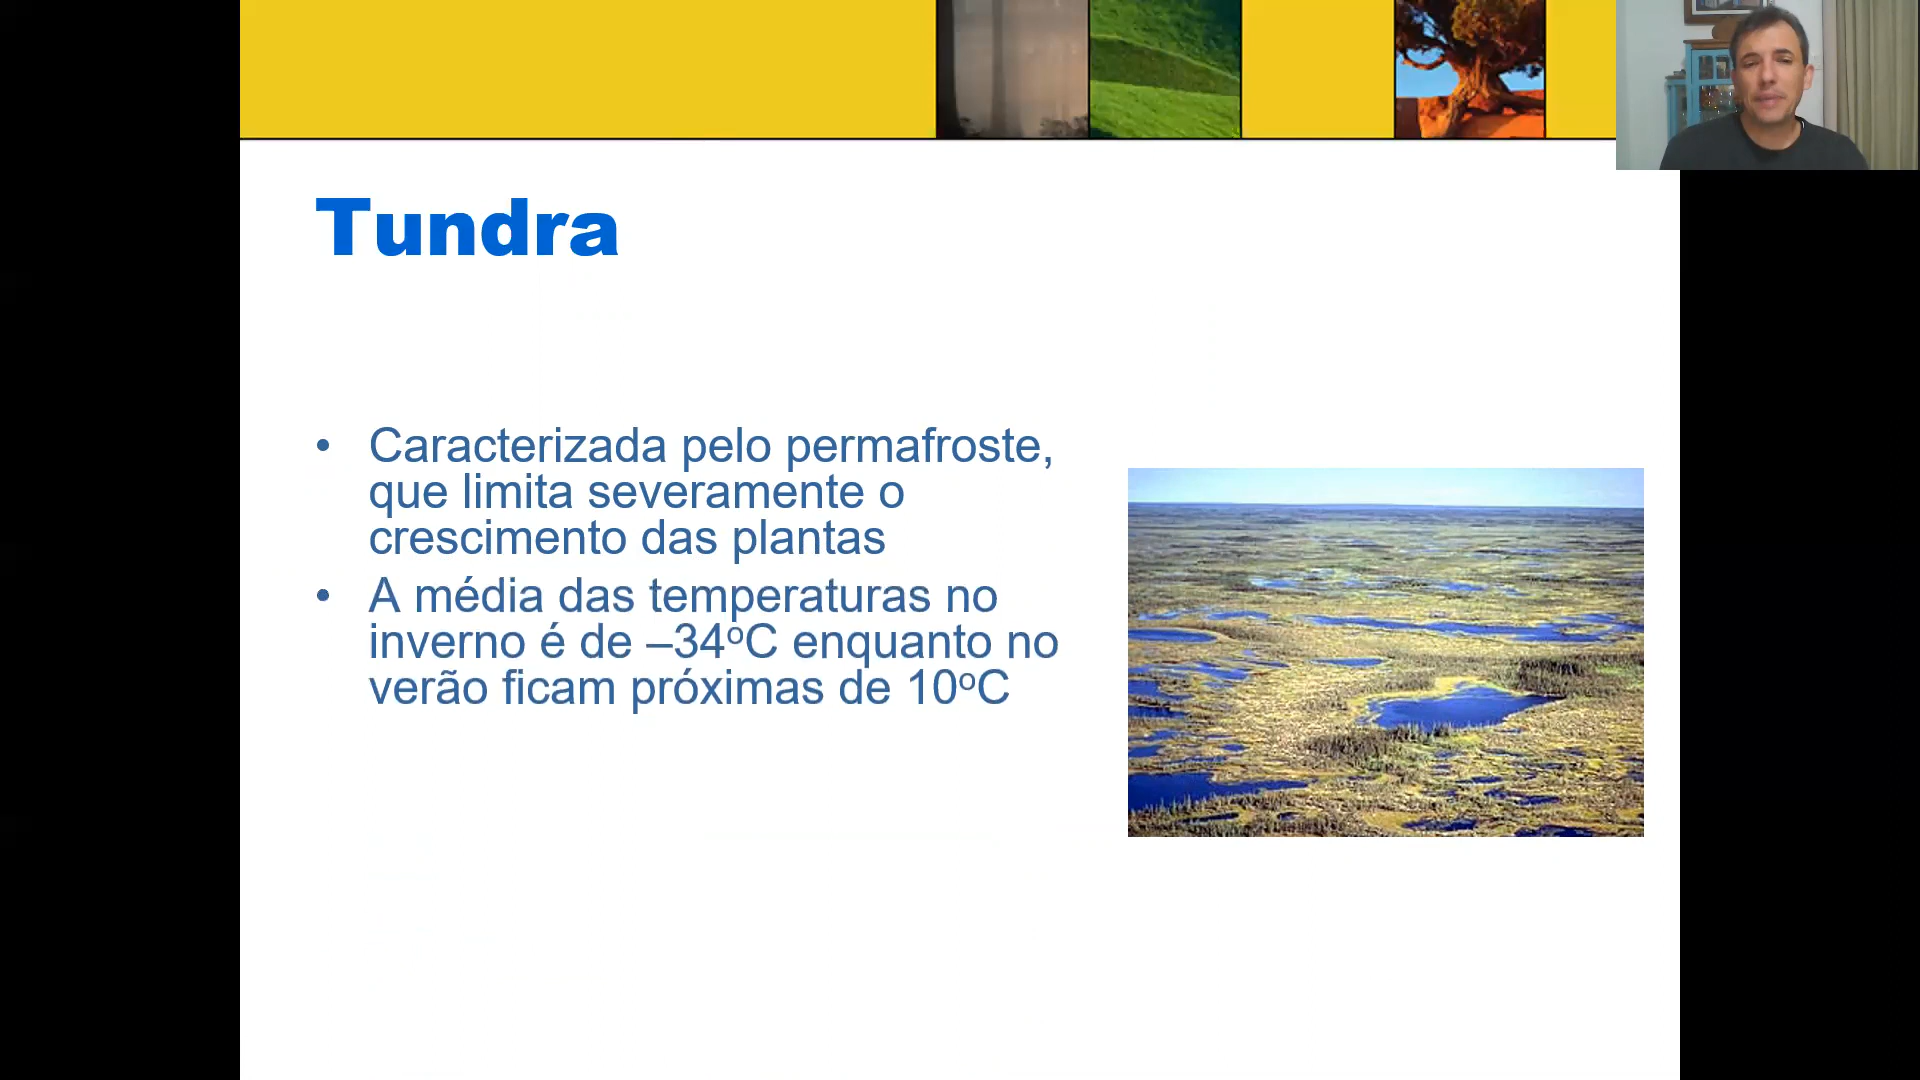 Tundra
• Caracterizada pelo permafroste,
que limita severamente o
crescimento das plantas
• A média das temperaturas no
inverno é de –34ºC enquanto no
verão ficam próximas de 10ºC